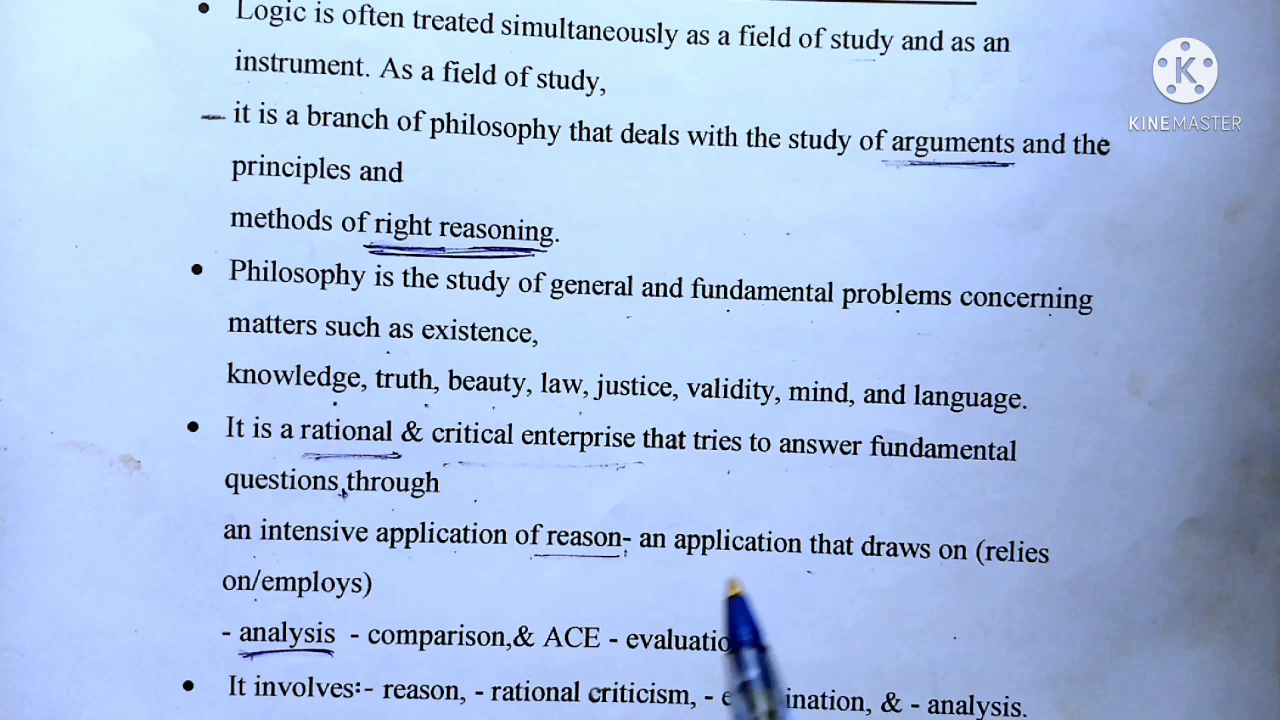 Logic is often treated simultaneously as a field of study and as an
instrument. As a field of study,
it is a branch of philosophy that deals with the study of arguments and the
principles and
methods of right reasoning.
Philosophy is the study of general and fundamental problems concerning
matters such as existence,
knowledge, truth, beauty, law, justice, validity, mind, and language.
It is a rational & critical enterprise that tries to answer fundamental
questions through
an intensive application of reason- an application that draws on (relies
on/employs)
- analysis - comparison,& ACE -
It involves:- reason, - rational criticism, - & - analysis.
K
KINEMASTER